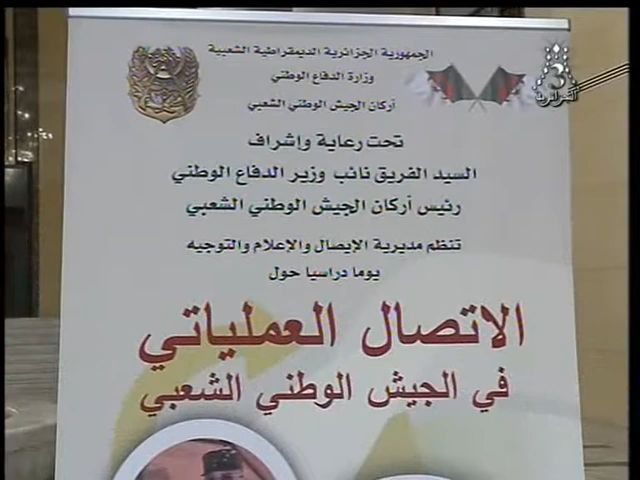 الجمهورية الجزائرية الديمقراطية الشعبية
وزارة الدفاع الوطني
أركان الجيش الوطني الشعبي
تحت رعاية وإشراف
السيد الفريق نائب وزير الدفاع الوطني
رئيس أركان الجيش الوطني الشعبي
تنظم مديرية الإيصال والإعلام والتوجيه
يوما دراسيا حول
الاتصال العملياتي
في الجيش الوطني الشعبي
3
الجزائرية